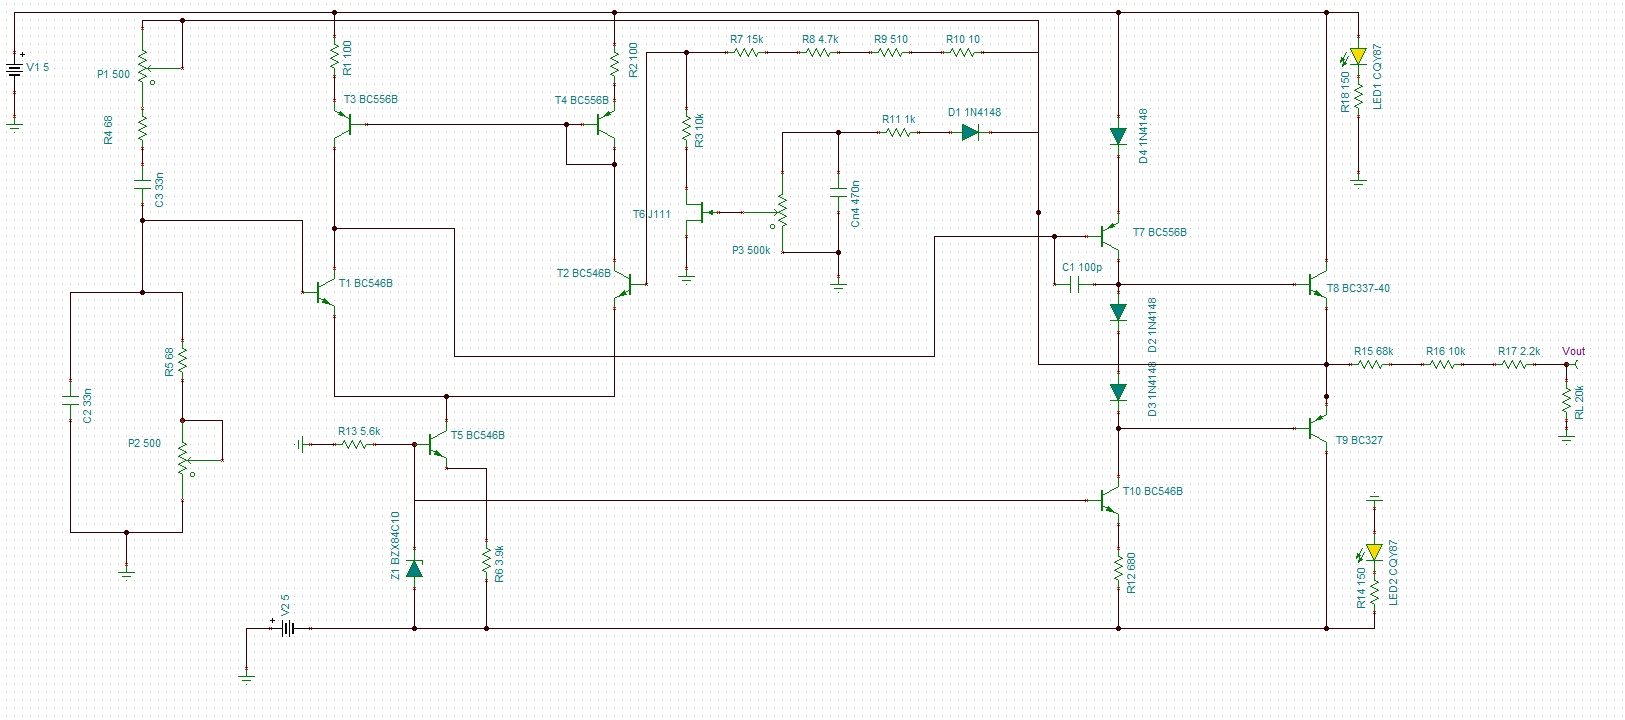 V1 5
P1 500
R4 68
C3 33n
R1 100
T3 BC556B
R2 100
T4 BC556B
R7 15k
R8 4.7k
R9 510
R10 10
R3 10k
T6 J111
R11 1k
D1 1N4148
P3 500k
Cn4 470n
D4 1N4148
R18 150
LED1 CQY87
T7 BC556B
C1 100p
T1 BC546B
T2 BC546B
T8 BC337-40
D2 1N4148
D3 1N4148
R5 68
C2 33n
P2 500
R15 68k
R16 10k
R17 2.2k
Vout
RL 20k
R13 5.6k
T5 BC546B
T9 BC327
T10 BC546B
Z1 BZX84C10
R6 3.9k
R12 680
R14 150
LED2 CQY87
V2 5